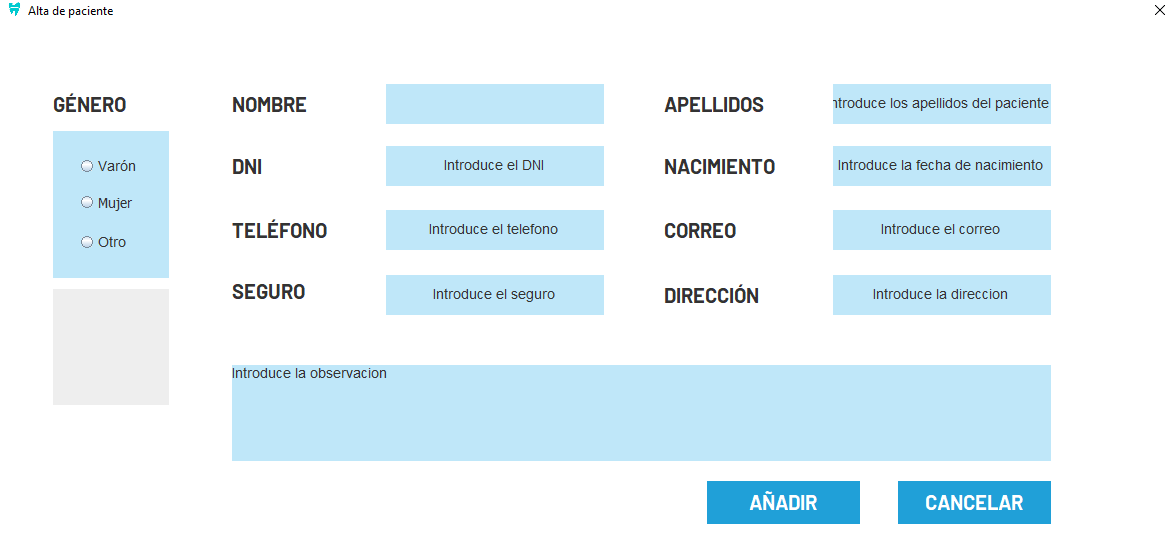 Alta de paciente
GÉNERO
Varón
Mujer
Otro
NOMBRE
APELLIDOS
ntroduce los apellidos del paciente
DNI
Introduce el DNI
NACIMIENTO
Introduce la fecha de nacimiento
TELÉFONO
Introduce el telefono
CORREO
Introduce el correo
SEGURO
Introduce el seguro
DIRECCIÓN
Introduce la direccion
Introduce la observacion
AÑADIR
CANCELAR